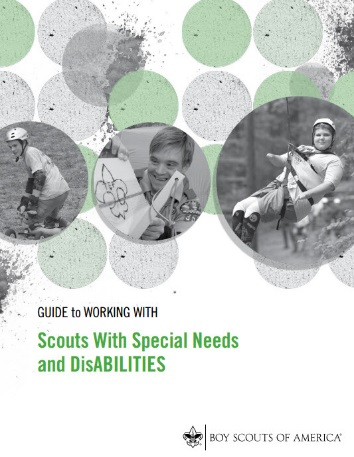 GUIDE to WORKING WITH
Scouts With Special Needs
and DisABILITIES
BOY SCOUTS OF AMERICA®